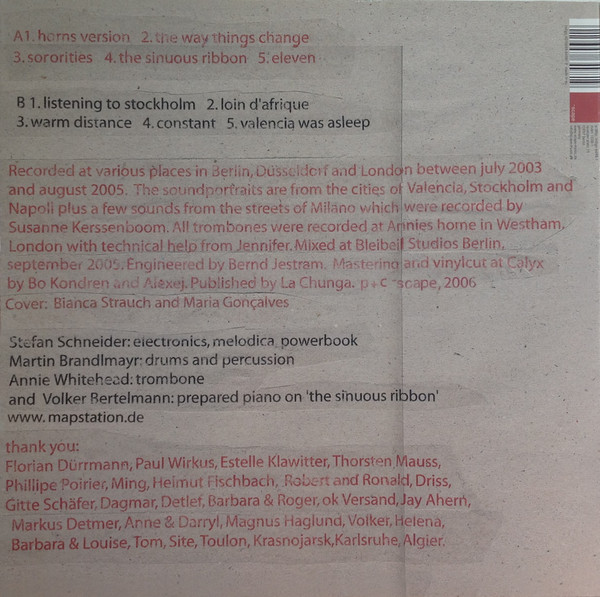 A1. horns version 2. the way things change
3. sororities 4. the sinuous ribbon 5. eleven
B 1. listening to stockholm 2. loin d'afrique
3. warm distance 4. constant 5. valencia was asleep
Recorded at various places in Berlin, Düsseldorf and London between july 2003
and august 2005. The soundportraits are from the cities of Valencia, Stockholm and
Napoli plus a few sounds from the streets of Milano which were recorded by
Susanne Kerssenboom. All trombones were recorded at Annies home in Westham,
London with technical help from Jennifer. Mixed at Bleibeil Studios Berlin,
september 2005. Engineered by Bernd Jestram. Mastering and vinylcut at Calyx
by Bo Kondren and Alexej. Published by La Chunga. p+c -scape, 2006
Cover: Bianca Strauch and Maria Gonçalves
Stefan Schneider: electronics, melodica, powerbook
Martin Brandlmayr: drums and percussion
Annie Whitehead: trombone
and Volker Bertelmann: prepared piano on 'the sinuous ribbon'
www.mapstation.de
thank you:
Florian Dürrmann, Paul Wirkus, Estelle Klawitter, Thorsten Mauss,
Phillipe Poirier, Ming, Helmut Fischbach, Robert and Ronald, Driss,
Gitte Schäfer, Dagmar, Detlef, Barbara & Roger, ok Versand, Jay Ahern,
Markus Detmer, Anne & Darryl, Magnus Haglund, Volker, Helena,
Barbara & Louise, Tom, Site, Toulon, Krasnojarsk, Karlsruhe, Algier.